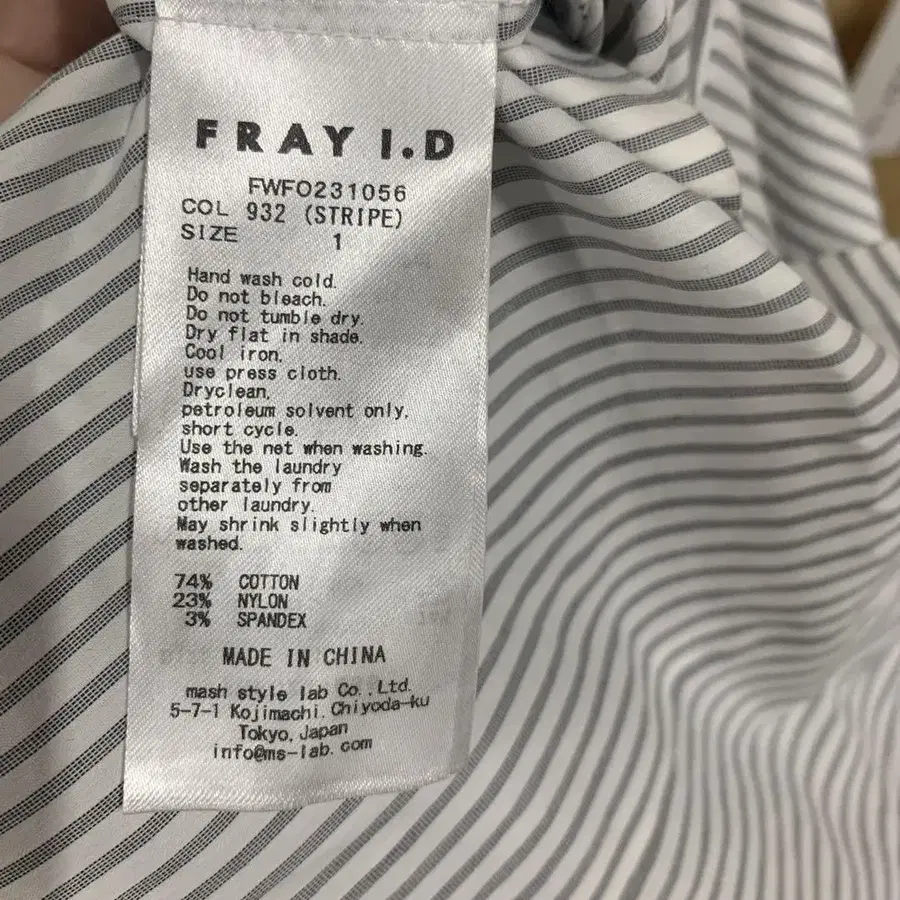 FRAY I.D
FWFO231056
COL 932 (STRIPE)
SIZE 1
Hand wash cold.
Do not bleach.
Do not tumble dry.
Dry flat in shade.
Cool iron.
use press cloth.
Dryclean,
petroleum solvent only,
short cycle.
Use the net when washing.
Wash the laundry
separately from
other laundry.
May shrink slightly when
washed.
74% COTTON
23% NYLON
3% SPANDEX
MADE IN CHINA
mash style lab Co.,Ltd.
5-7-1 Kojimachi, Chiyoda-ku
Tokyo, Japan
info@ms-lab.com